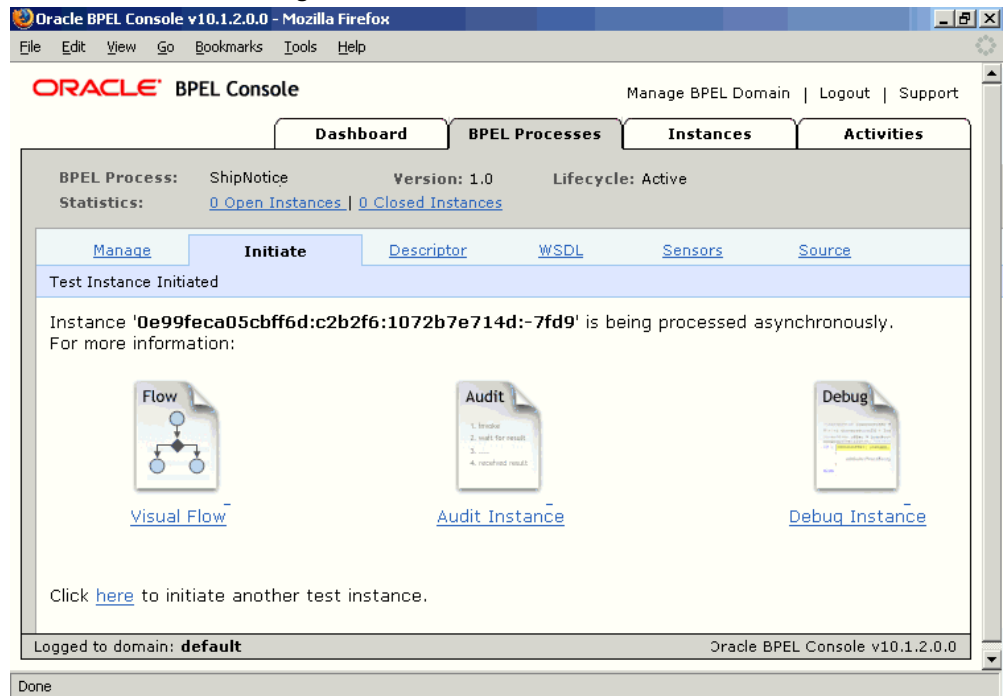 Oracle BPEL Console v10.1.2.0.0 - Mozilla Firefox
File Edit View Go Bookmarks Tools Help
ORACLE BPEL Console
Manage BPEL Domain | Logout | Support
Dashboard BPEL Processes Instances Activities
BPEL Process: ShipNotice Version: 1.0 Lifecycle: Active
Statistics: 0 Open Instances | 0 Closed Instances
Manage Initiate Descriptor WSDL Sensors Source
Test Instance Initiated
Instance '0e99feca05cbff6d:c2b2f6:1072b7e714d:-7fd9' is being processed asynchronously.
For more information:
Flow Audit Debug
1. Invoke
2. wait for result
3. ......
4. received result
Visual Flow Audit Instance Debug Instance
Click here to initiate another test instance.
Logged to domain: default Oracle BPEL Console v10.1.2.0.0
Done